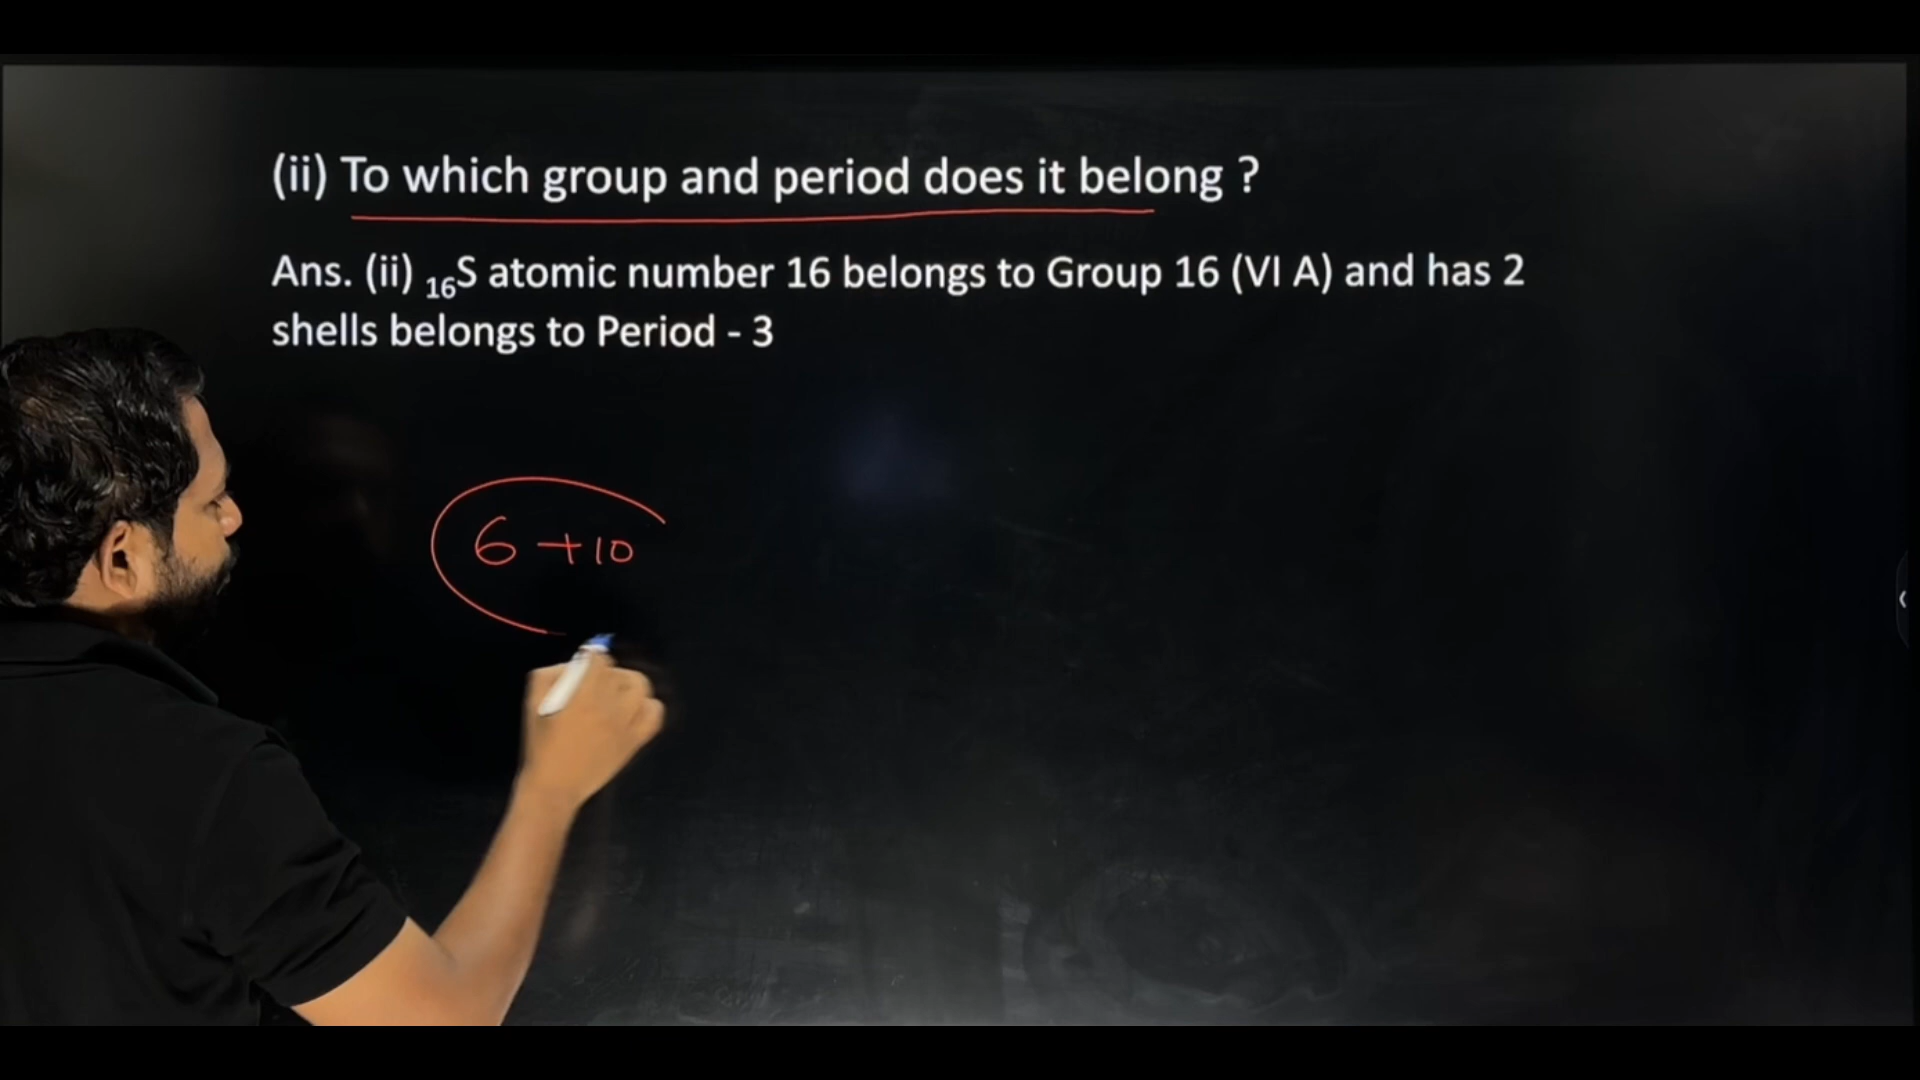 (ii) To which group and period does it belong ?
Ans. (ii) ₁₆S atomic number 16 belongs to Group 16 (VI A) and has 2
shells belongs to Period - 3
6 +10